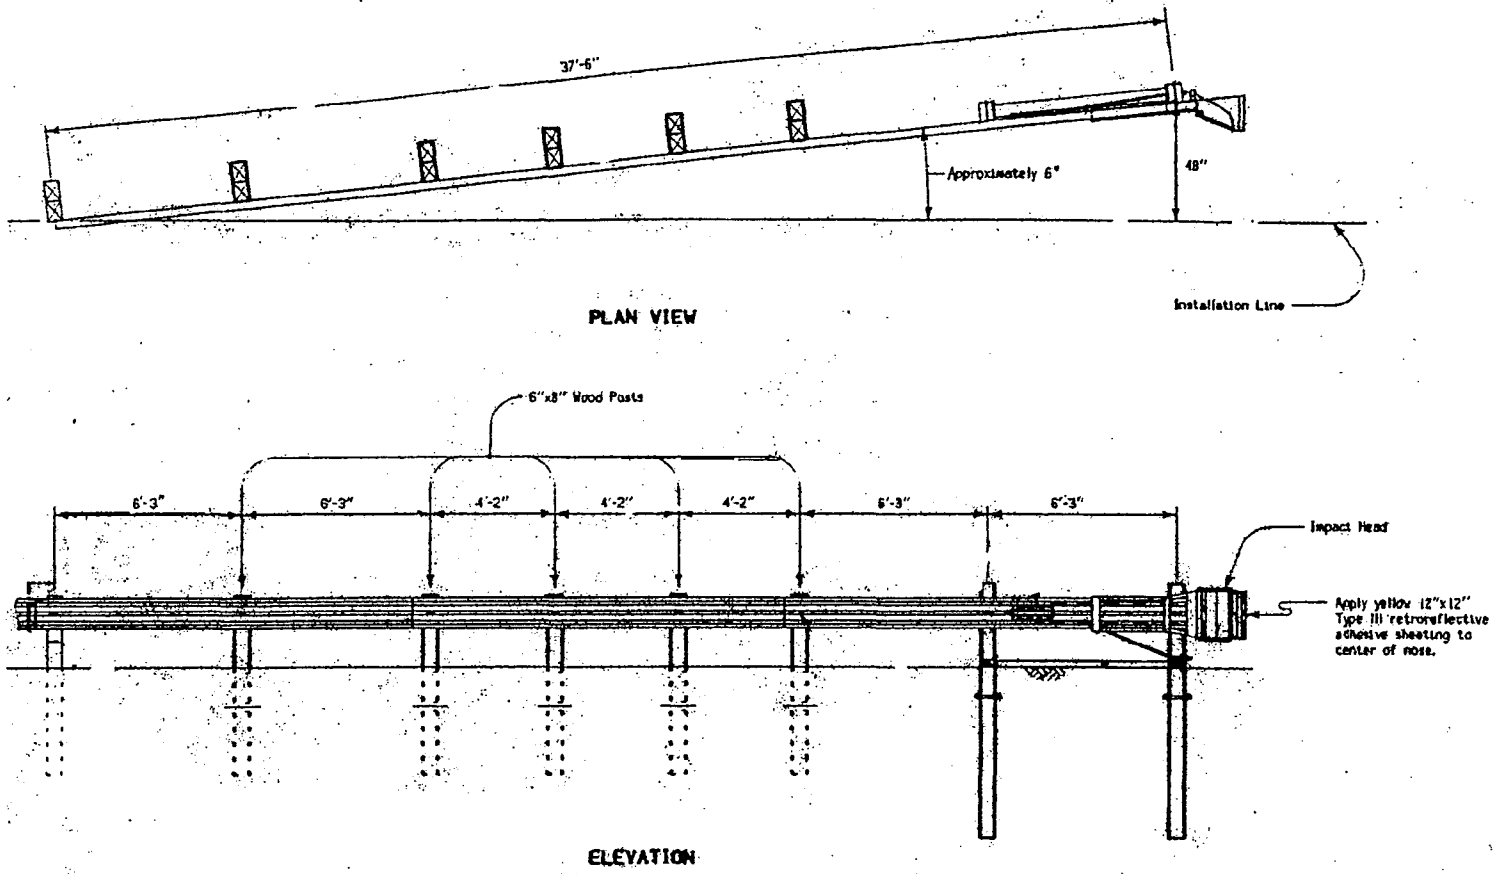 37'-6"
Approximately 6"
48"
Installation Line
PLAN VIEW
6"x8" Wood Posts
6'-3"
6'-3"
4'-2"
4'-2"
4'-2"
6'-3"
6'-3"
Impact Head
Apply yellow 12"x12"
Type III retroreflective
adhesive sheeting to
center of nose.
ELEVATION